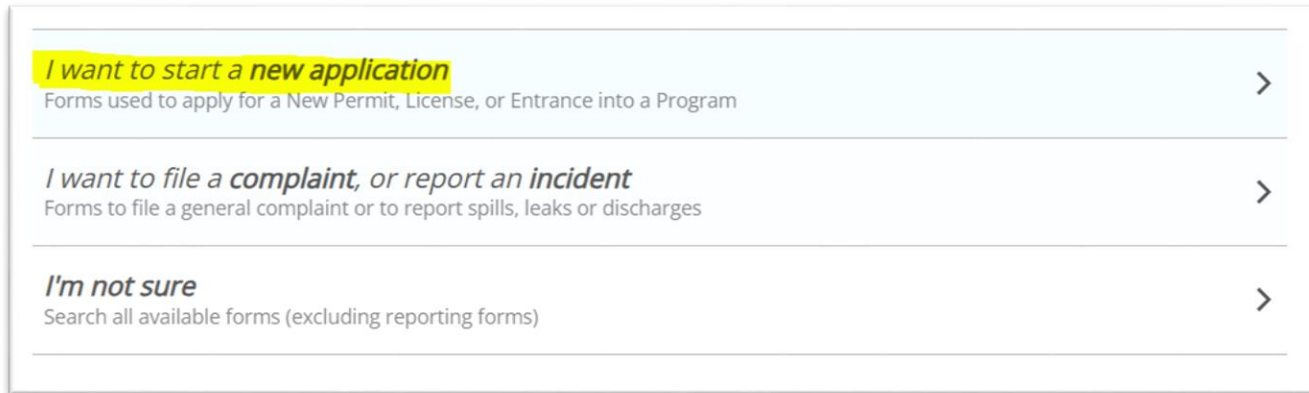 I want to start a new application
Forms used to apply for a New Permit, License, or Entrance into a Program
I want to file a complaint, or report an incident
Forms to file a general complaint or to report spills, leaks or discharges
I'm not sure
Search all available forms (excluding reporting forms)